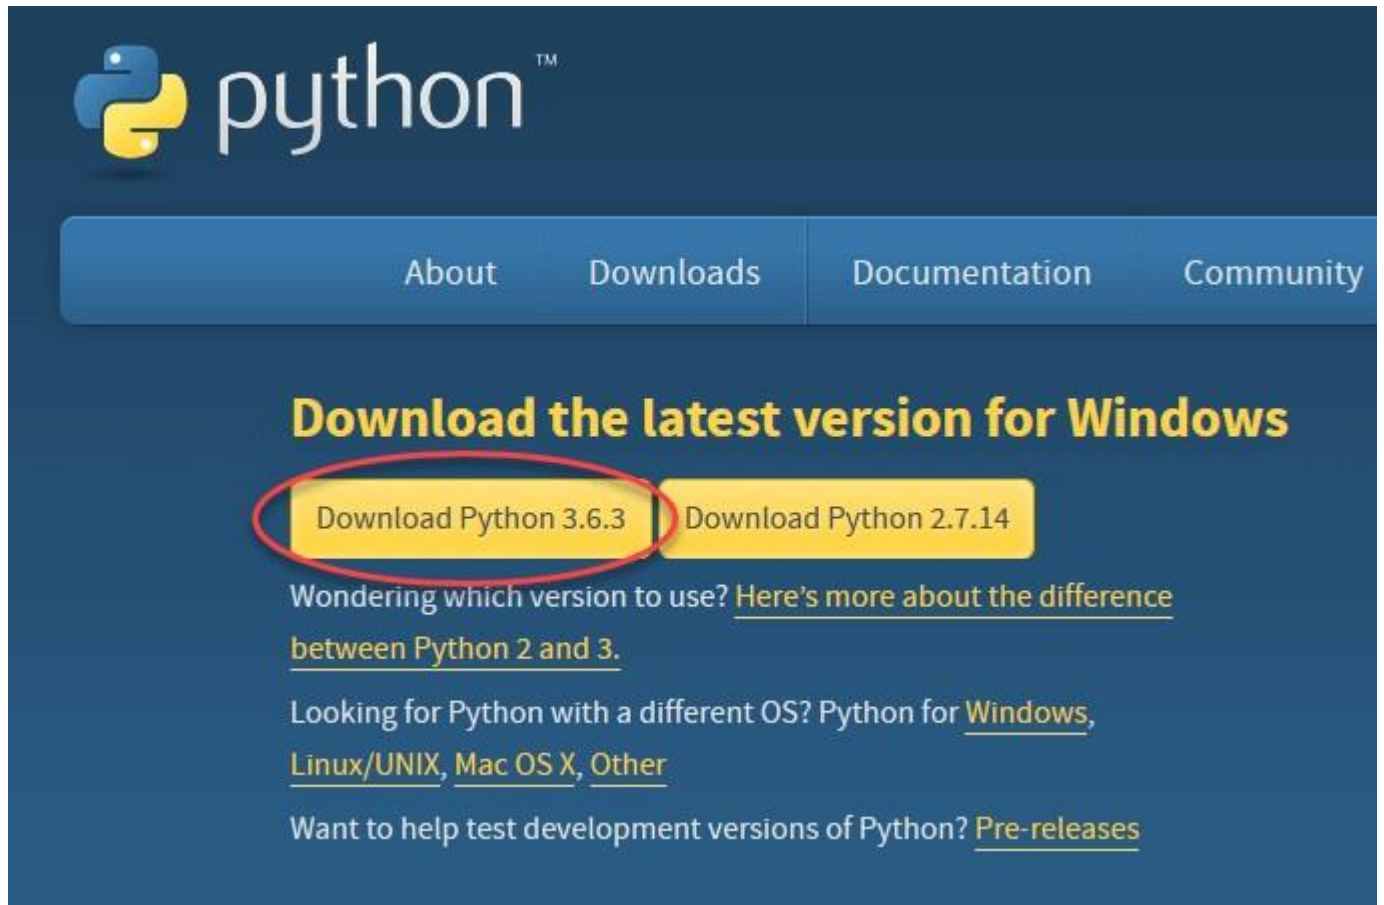 python™
About Downloads Documentation Community
Download the latest version for Windows
Download Python 3.6.3 Download Python 2.7.14
Wondering which version to use? Here’s more about the difference
between Python 2 and 3.
Looking for Python with a different OS? Python for Windows,
Linux/UNIX, Mac OS X, Other
Want to help test development versions of Python? Pre-releases